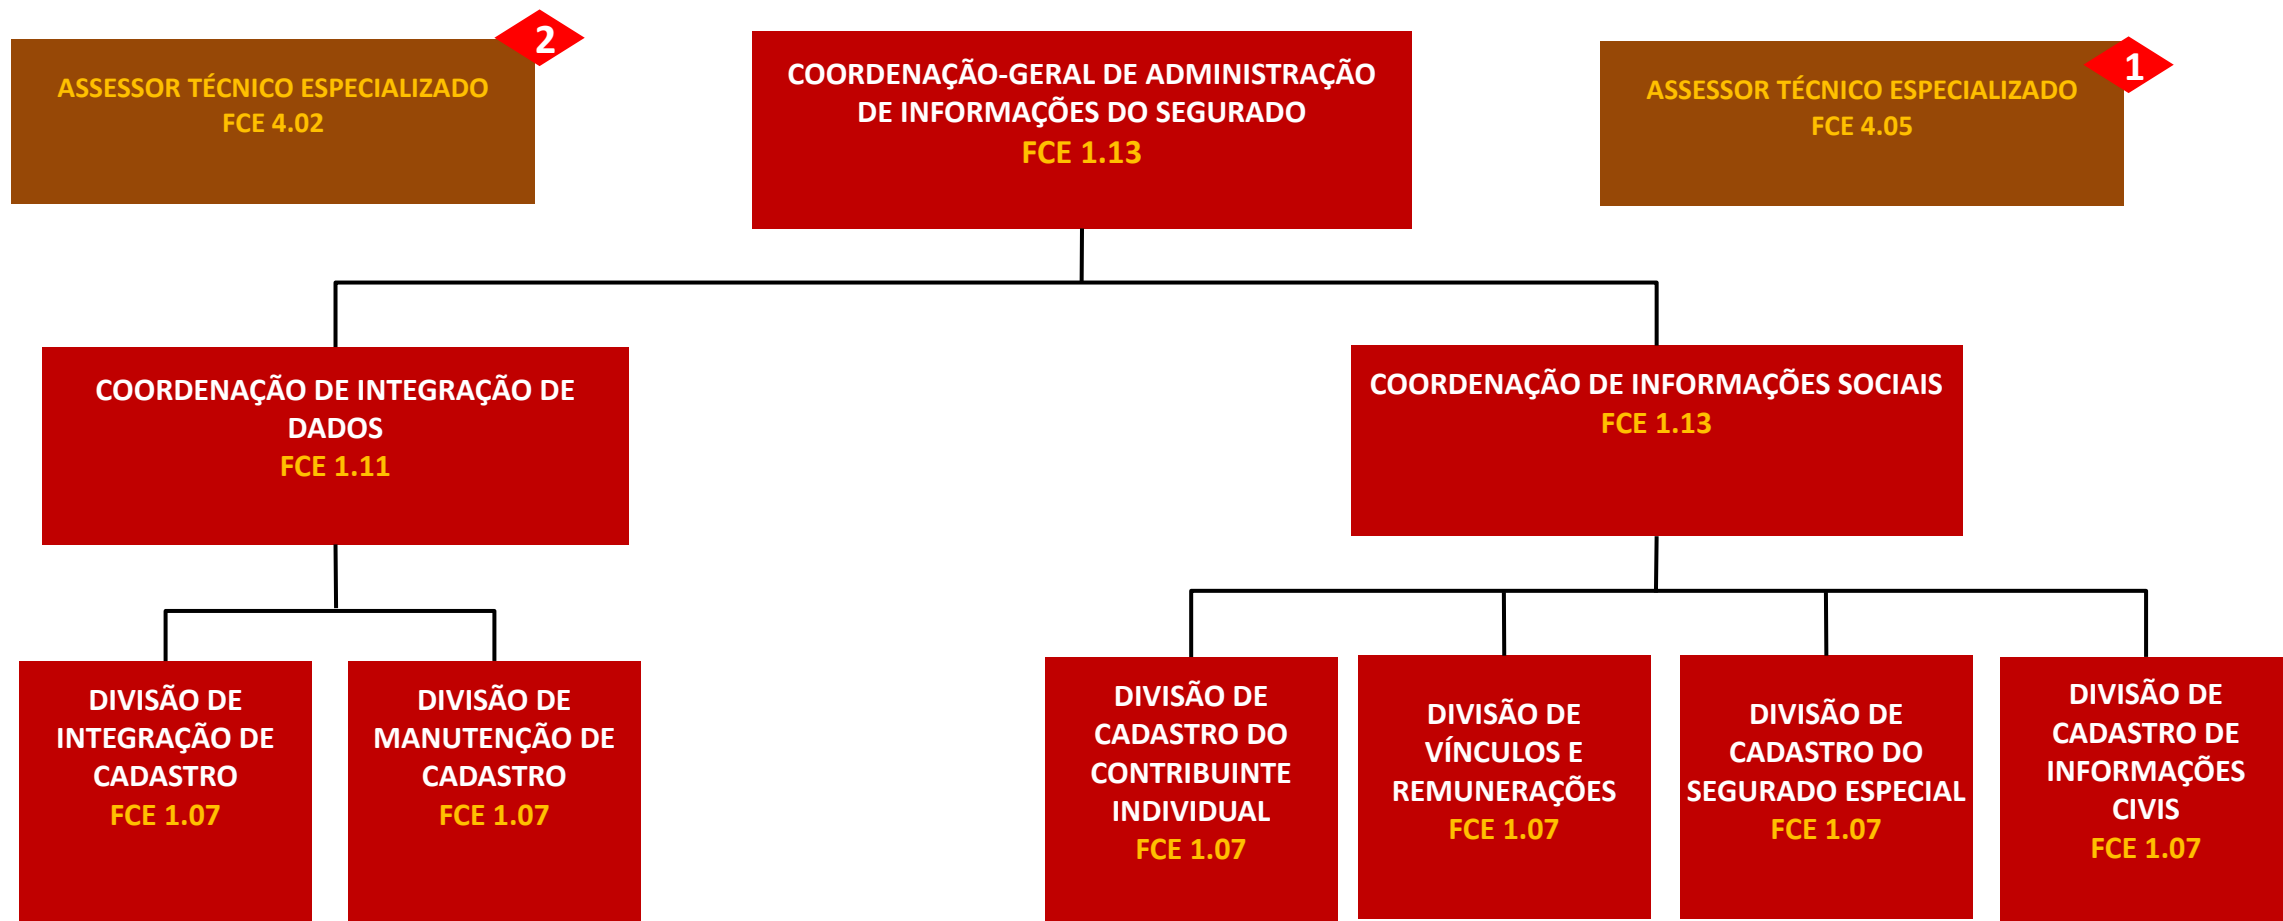 2
ASSESSOR TÉCNICO ESPECIALIZADO
FCE 4.02
COORDENAÇÃO-GERAL DE ADMINISTRAÇÃO
DE INFORMAÇÕES DO SEGURADO
FCE 1.13
1
ASSESSOR TÉCNICO ESPECIALIZADO
FCE 4.05
COORDENAÇÃO DE INTEGRAÇÃO DE
DADOS
FCE 1.11
COORDENAÇÃO DE INFORMAÇÕES SOCIAIS
FCE 1.13
DIVISÃO DE
INTEGRAÇÃO DE
CADASTRO
FCE 1.07
DIVISÃO DE
MANUTENÇÃO DE
CADASTRO
FCE 1.07
DIVISÃO DE
CADASTRO DO
CONTRIBUINTE
INDIVIDUAL
FCE 1.07
DIVISÃO DE
VÍNCULOS E
REMUNERAÇÕES
FCE 1.07
DIVISÃO DE
CADASTRO DO
SEGURADO ESPECIAL
FCE 1.07
DIVISÃO DE
CADASTRO DE
INFORMAÇÕES
CIVIS
FCE 1.07